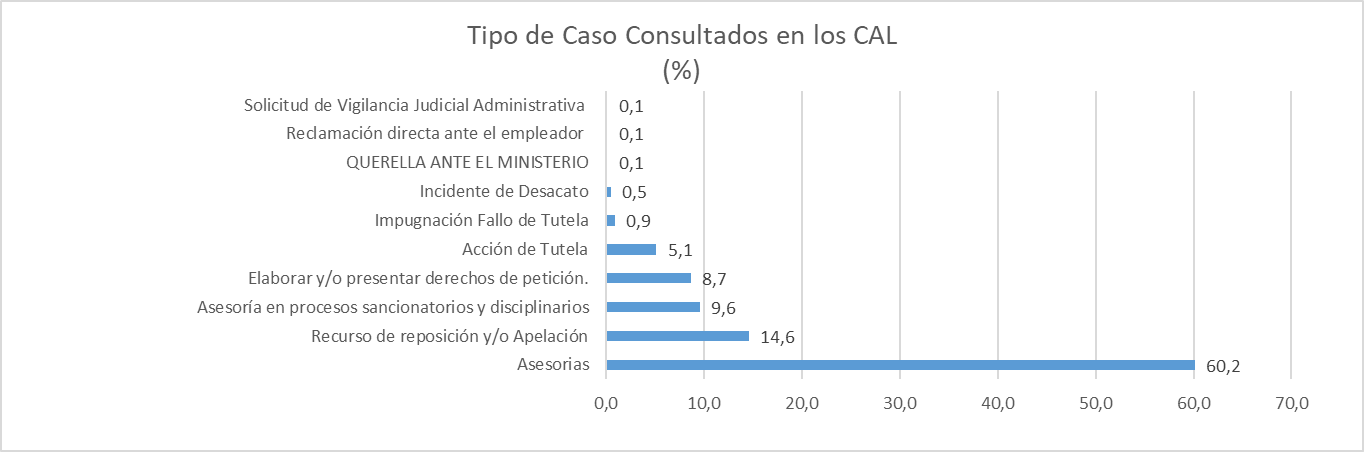 Tipo de Caso Consultados en los CAL
(%)
Solicitud de Vigilancia Judicial Administrativa 0,1
Reclamación directa ante el empleador 0,1
QUERELLA ANTE EL MINISTERIO 0,1
Incidente de Desacato 0,5
Impugnación Fallo de Tutela 0,9
Acción de Tutela 5,1
Elaborar y/o presentar derechos de petición. 8,7
Asesoría en procesos sancionatorios y disciplinarios 9,6
Recurso de reposición y/o Apelación 14,6
Asesorias 60,2
0,0 10,0 20,0 30,0 40,0 50,0 60,0 70,0